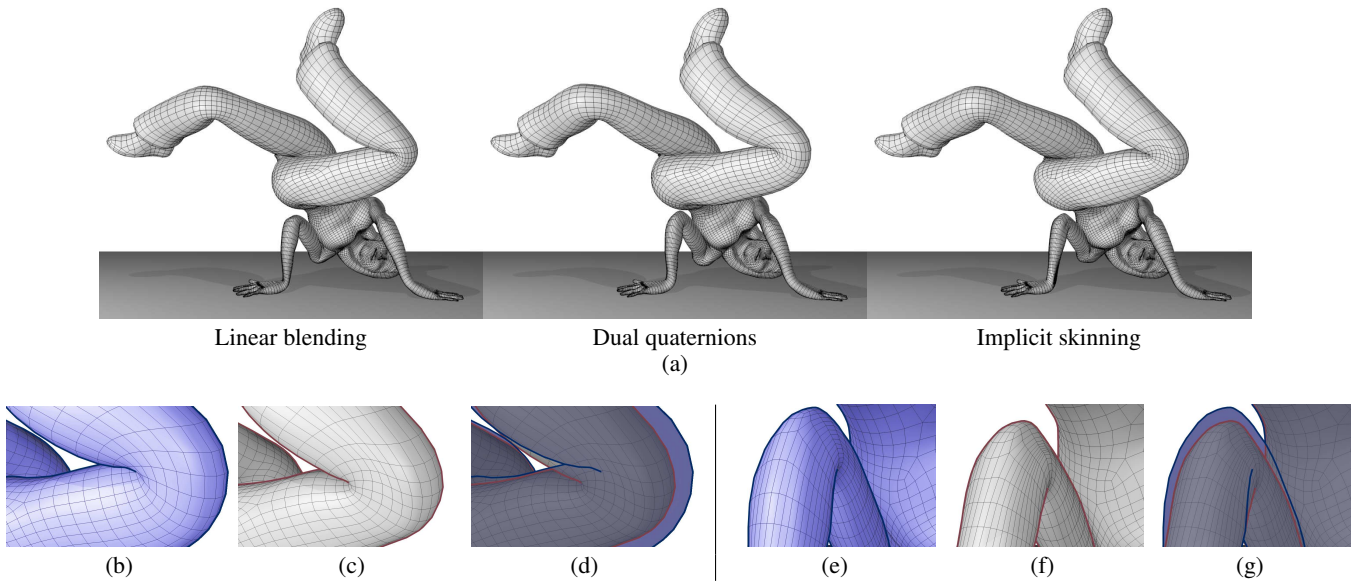 Linear blending
Dual quaternions
Implicit skinning
(a)
(b)
(c)
(d)
(e)
(f)
(g)